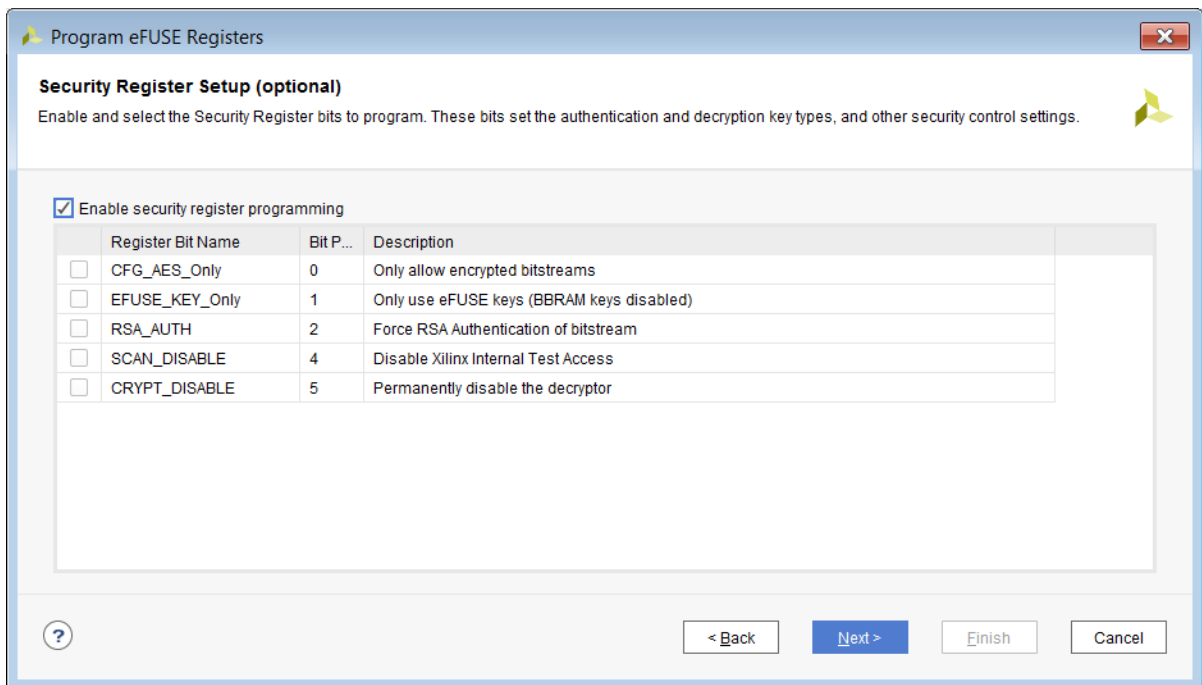 Program eFUSE Registers
Security Register Setup (optional)
Enable and select the Security Register bits to program. These bits set the authentication and decryption key types, and other security control settings.
Enable security register programming
Register Bit Name Bit P... Description
CFG_AES_Only 0 Only allow encrypted bitstreams
EFUSE_KEY_Only 1 Only use eFUSE keys (BBRAM keys disabled)
RSA_AUTH 2 Force RSA Authentication of bitstream
SCAN_DISABLE 4 Disable Xilinx Internal Test Access
CRYPT_DISABLE 5 Permanently disable the decryptor
? < Back Next > Finish Cancel